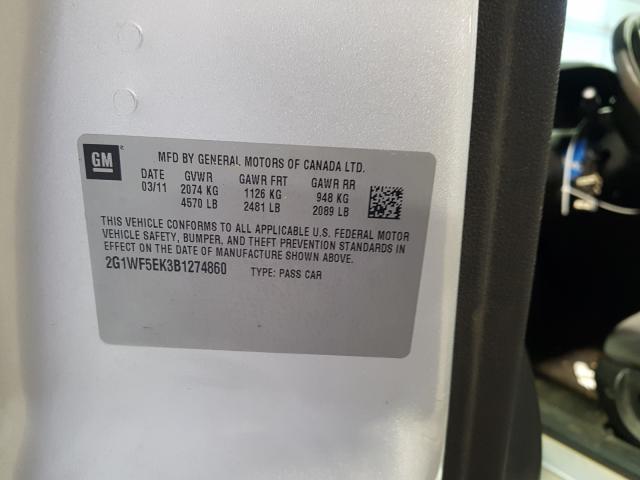 GM
MFD BY GENERAL MOTORS OF CANADA LTD.
DATE GVWR GAWR FRT GAWR RR
03/11 2074 KG 1126 KG 948 KG
4570 LB 2481 LB 2089 LB
THIS VEHICLE CONFORMS TO ALL APPLICABLE U.S. FEDERAL MOTOR
VEHICLE SAFETY, BUMPER, AND THEFT PREVENTION STANDARDS IN
EFFECT ON THE DATE OF MANUFACTURE SHOWN ABOVE.
2G1WF5EK3B1274860 TYPE: PASS CAR